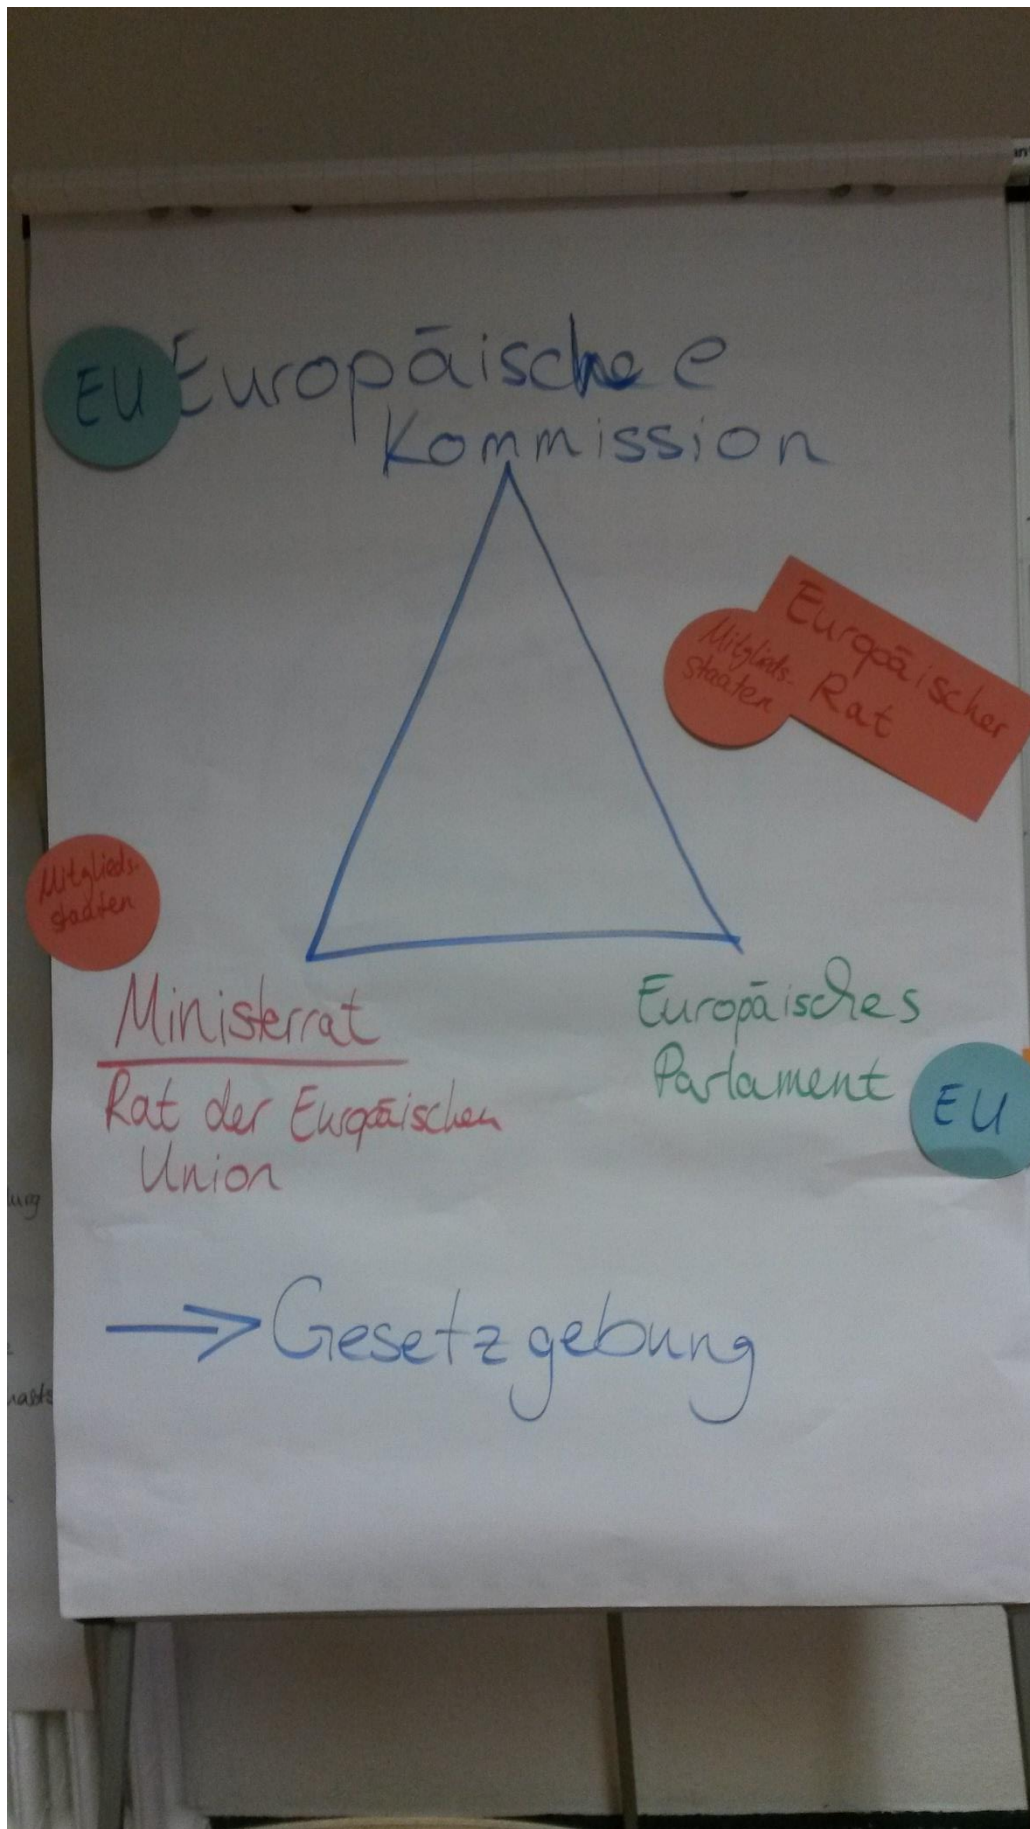 EU
Europäische
Kommission
Europäischer
Rat
Mitglieds-
staaten
Mitglieds-
staaten
Ministerrat
Rat der Europäischen
Union
Europäisches
Parlament
EU
→ Gesetzgebung